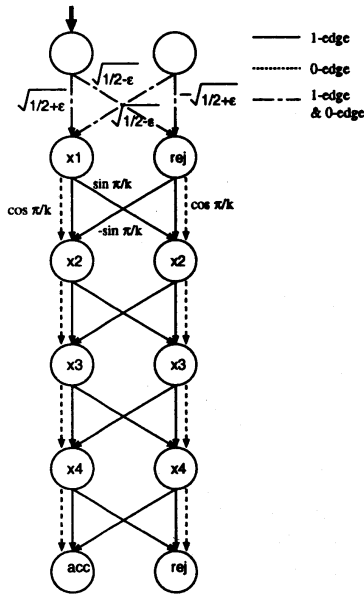 1-edge
0-edge
1-edge
& 0-edge
√1/2-ε
√1/2+ε
√1/2-ε
-√1/2+ε
x1
rej
sin π/k
cos π/k
cos π/k
-sin π/k
x2
x2
x3
x3
x4
x4
acc
rej